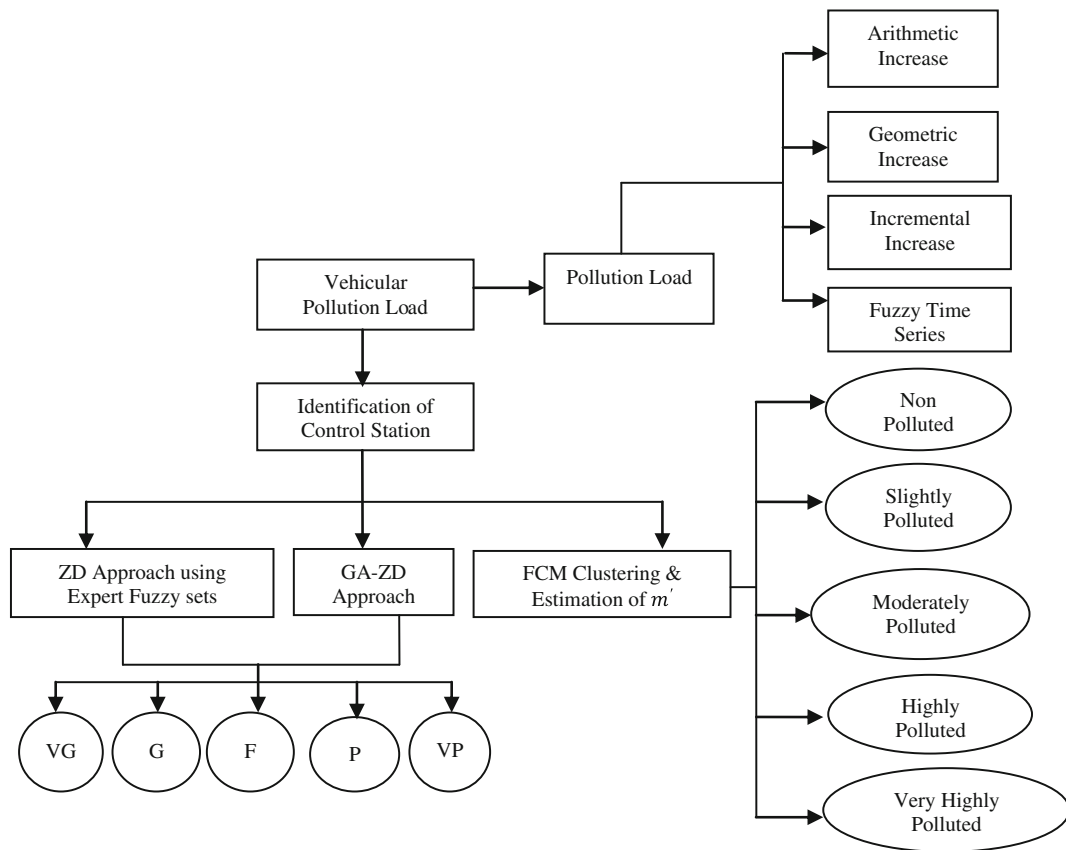 Arithmetic
Increase
Geometric
Increase
Incremental
Increase
Fuzzy Time
Series
Vehicular
Pollution Load
Pollution Load
Identification of
Control Station
ZD Approach using
Expert Fuzzy sets
GA-ZD
Approach
FCM Clustering &
Estimation of m′
Non
Polluted
Slightly
Polluted
Moderately
Polluted
Highly
Polluted
Very Highly
Polluted
VG
G
F
P
VP